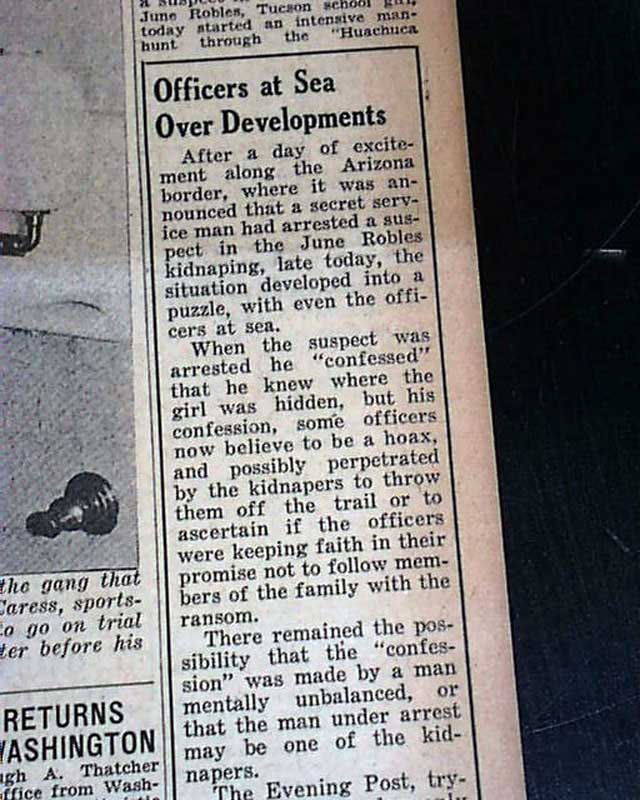 June Robles, Tucson school girl,
today started an intensive man-
hunt through the "Huachuca
Officers at Sea
Over Developments
After a day of excite-
ment along the Arizona
border, where it was an-
nounced that a secret serv-
ice man had arrested a sus-
pect in the June Robles
kidnaping, late today, the
situation developed into a
puzzle, with even the offi-
cers at sea.
When the suspect was
arrested he "confessed"
that he knew where the
girl was hidden, but his
confession, some officers
now believe to be a hoax,
and possibly perpetrated
by the kidnapers to throw
them off the trail or to
ascertain if the officers
were keeping faith in their
promise not to follow mem-
bers of the family with the
ransom.
There remained the pos-
sibility that the "confes-
sion" was made by a man
mentally unbalanced, or
that the man under arrest
may be one of the kid-
napers.
The Evening Post, try-
the gang that
Caress, sports-
o go on trial
ter before his
RETURNS
WASHINGTON
gh A. Thatcher
ffice from Wash-